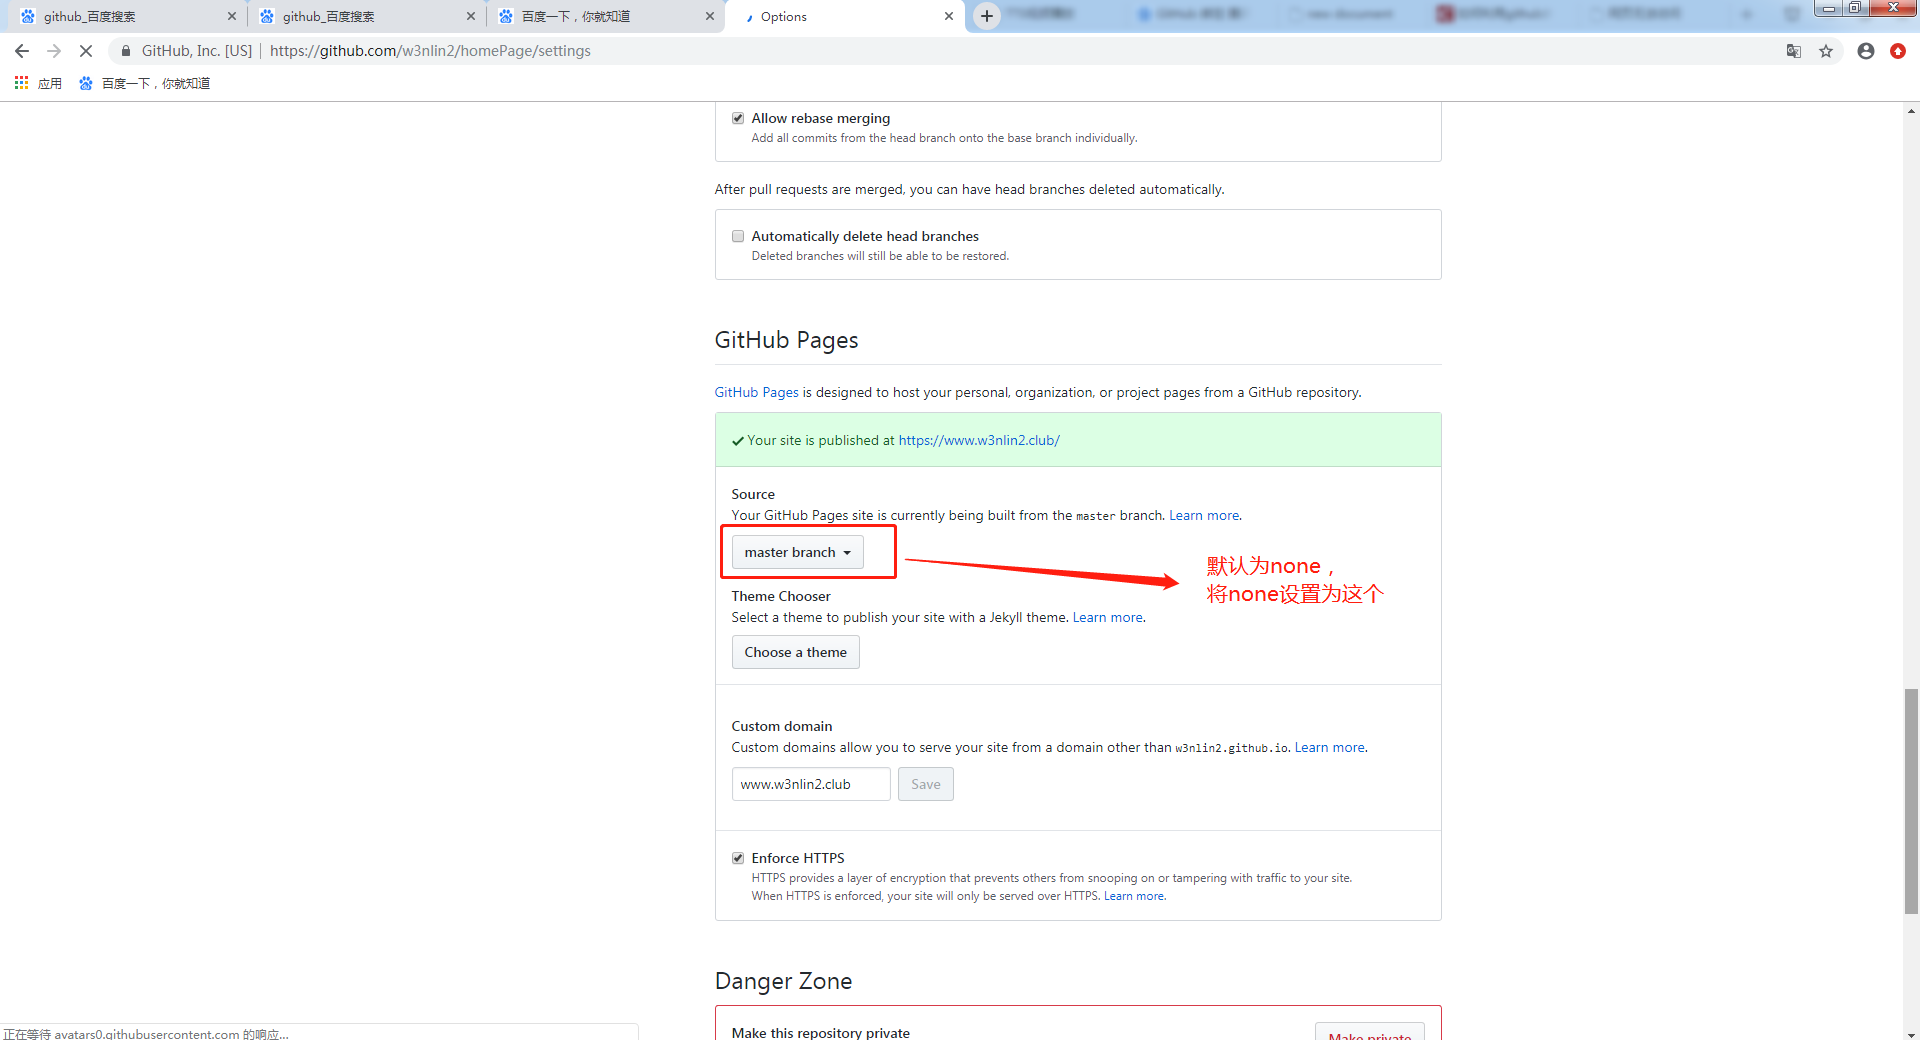 github_百度搜索
github_百度搜索
百度一下，你就知道
Options
GitHub, Inc. [US] | https://github.com/w3nlin2/homePage/settings
应用
百度一下，你就知道
Allow rebase merging
Add all commits from the head branch onto the base branch individually.
After pull requests are merged, you can have head branches deleted automatically.
Automatically delete head branches
Deleted branches will still be able to be restored.
GitHub Pages
GitHub Pages is designed to host your personal, organization, or project pages from a GitHub repository.
Your site is published at https://www.w3nlin2.club/
Source
Your GitHub Pages site is currently being built from the master branch. Learn more.
master branch
默认为none，
将none设置为这个
Theme Chooser
Select a theme to publish your site with a Jekyll theme. Learn more.
Choose a theme
Custom domain
Custom domains allow you to serve your site from a domain other than w3nlin2.github.io. Learn more.
www.w3nlin2.club
Save
Enforce HTTPS
HTTPS provides a layer of encryption that prevents others from snooping on or tampering with traffic to your site.
When HTTPS is enforced, your site will only be served over HTTPS. Learn more.
Danger Zone
Make this repository private
Make private
正在等待 avatars0.githubusercontent.com 的响应...